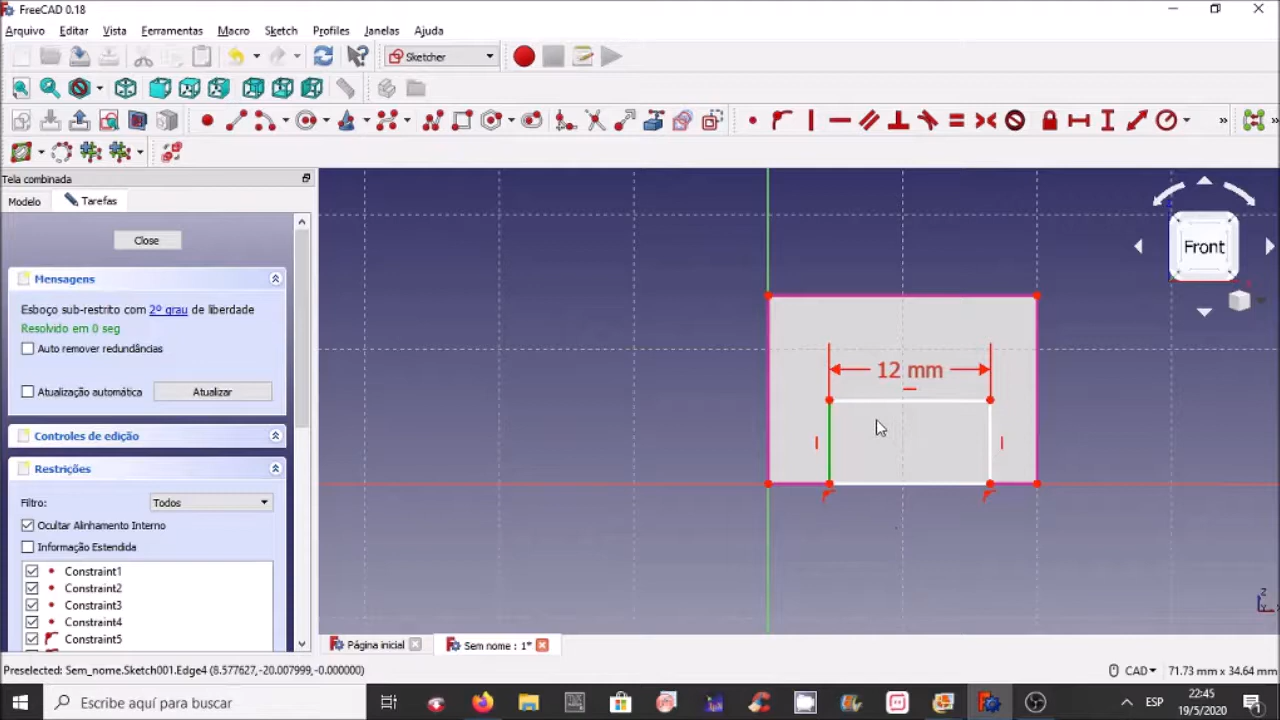 FreeCAD 0.18
Arquivo Editar Vista Ferramentas Macro Sketch Profiles Janelas Ajuda
Sketcher
Tela combinada
Modelo Tarefas
Close
Mensagens
Esboço sub-restrito com 2º grau de liberdade
Resolvido em 0 seg
Auto remover redundâncias
Atualização automática Atualizar
Controles de edição
Restrições
Filtro: Todos
Ocultar Alinhamento Interno
Informação Estendida
Constraint1
Constraint2
Constraint3
Constraint4
Constraint5
12 mm
Front
Z
Página inicial Sem nome : 1*
Preselected: Sem_nome.Sketch001.Edge4 (8.577627,-20.007999,-0.000000) CAD 71.73 mm x 34.64 mm
Escribe aquí para buscar ESP 22:45
19/5/2020